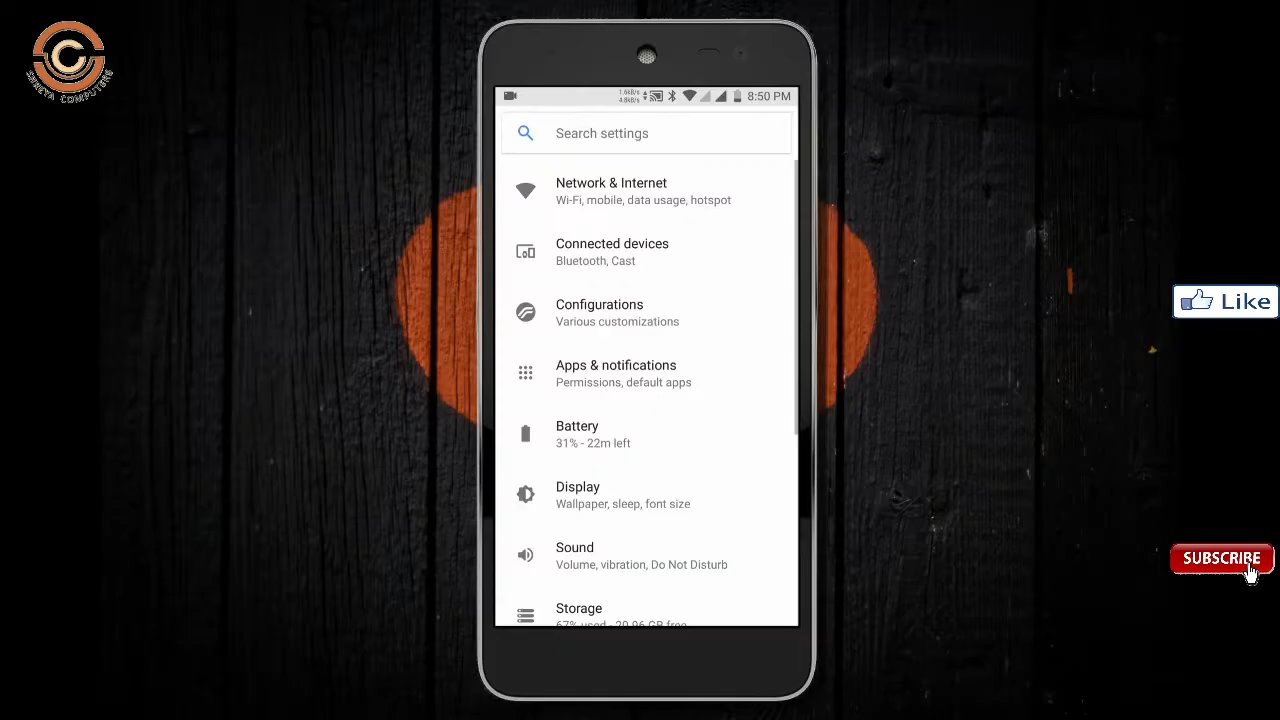 C
SHREYA COMPUTERS
1.6kB/s
4.8kB/s
8:50 PM
Search settings
Network & Internet
Wi-Fi, mobile, data usage, hotspot
Connected devices
Bluetooth, Cast
Configurations
Various customizations
Apps & notifications
Permissions, default apps
Battery
31% - 22m left
Display
Wallpaper, sleep, font size
Sound
Volume, vibration, Do Not Disturb
Storage
67% used - 20.96 GB free
Like
SUBSCRIBE